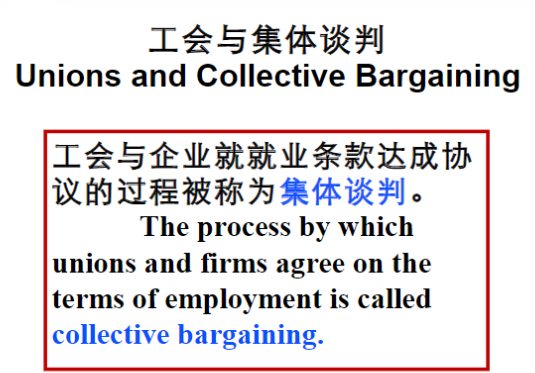 工会与集体谈判
Unions and Collective Bargaining
工会与企业就就业条款达成协
议的过程被称为集体谈判。
The process by which
unions and firms agree on the
terms of employment is called
collective bargaining.